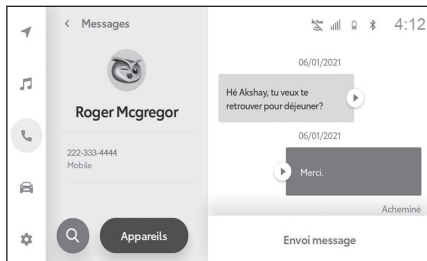 Messages
4:12
Roger Mcgregor
222-333-4444
Mobile
Appareils
06/01/2021
Hé Akshay, tu veux te
retrouver pour déjeuner?
06/01/2021
Merci.
Acheminé
Envoi message